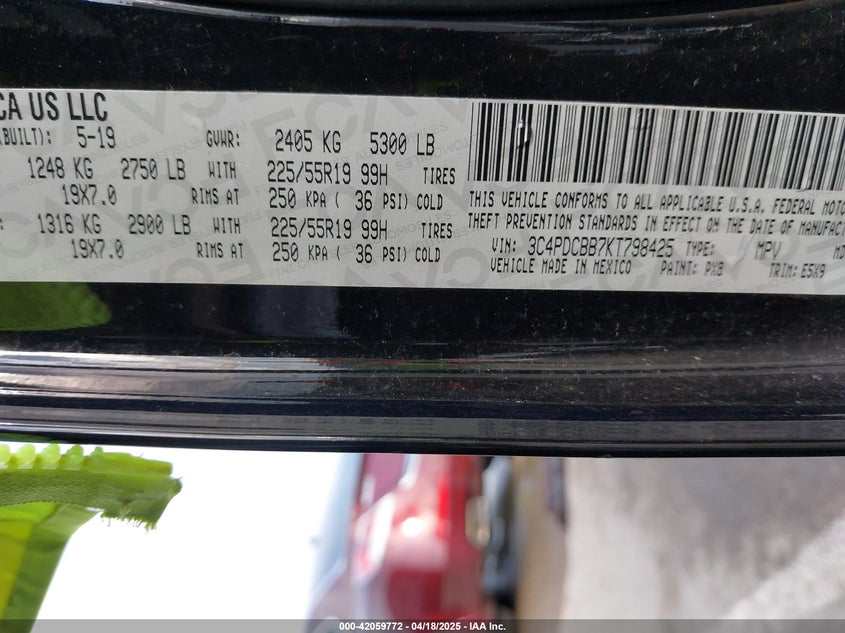 CA US LLC
BUILT): 5-19 GVWR: 2405 KG 5300 LB
1248 KG 2750 LB WITH 225/55R19 99H TIRES
19X7.0 RIMS AT 250 KPA ( 36 PSI) COLD
: 1316 KG 2900 LB WITH 225/55R19 99H TIRES
19X7.0 RIMS AT 250 KPA ( 36 PSI) COLD
THIS VEHICLE CONFORMS TO ALL APPLICABLE U.S.A. FEDERAL MOTO
THEFT PREVENTION STANDARDS IN EFFECT ON THE DATE OF MANUFA
VIN: 3C4PDCBB7KT798425 TYPE: MPV MD
VEHICLE MADE IN MEXICO PAINT: PX8 TRIM: E5X9
000-42059772 - 04/18/2025 - IAA Inc.